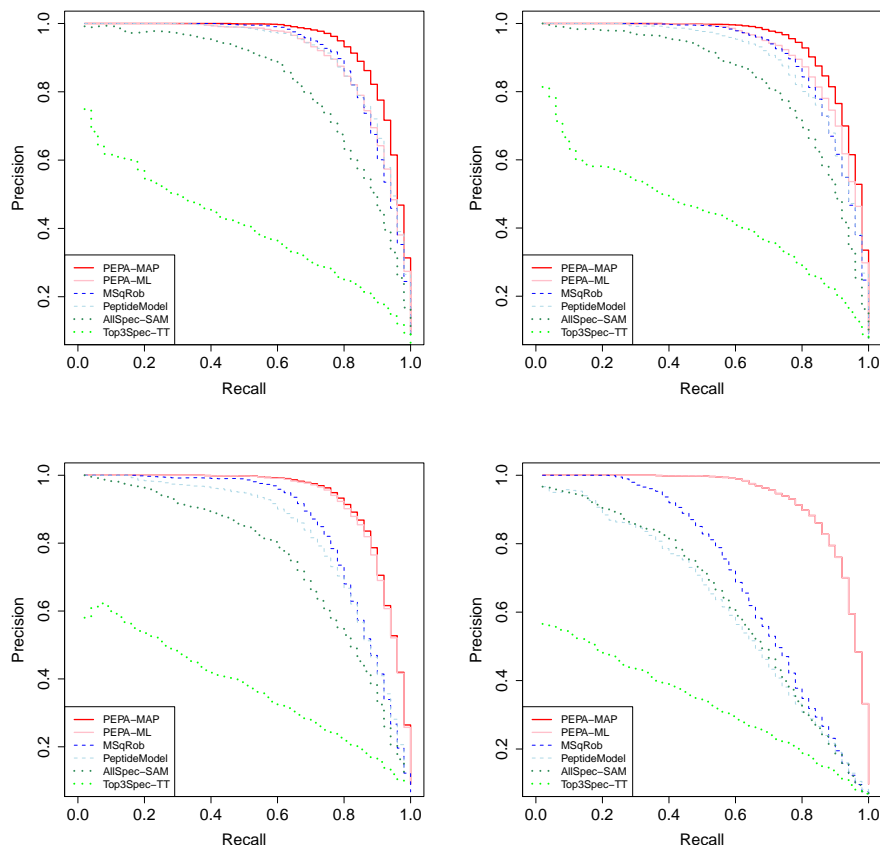 Precision
1.0
0.8
0.6
0.4
0.2
PEPA−MAP
PEPA−ML
MSqRob
PeptideModel
AllSpec−SAM
Top3Spec−TT
0.0 0.2 0.4 0.6 0.8 1.0
Recall
Precision
1.0
0.8
0.6
0.4
0.2
PEPA−MAP
PEPA−ML
MSqRob
PeptideModel
AllSpec−SAM
Top3Spec−TT
0.0 0.2 0.4 0.6 0.8 1.0
Recall
Precision
1.0
0.8
0.6
0.4
0.2
PEPA−MAP
PEPA−ML
MSqRob
PeptideModel
AllSpec−SAM
Top3Spec−TT
0.0 0.2 0.4 0.6 0.8 1.0
Recall
Precision
1.0
0.8
0.6
0.4
0.2
PEPA−MAP
PEPA−ML
MSqRob
PeptideModel
AllSpec−SAM
Top3Spec−TT
0.0 0.2 0.4 0.6 0.8 1.0
Recall